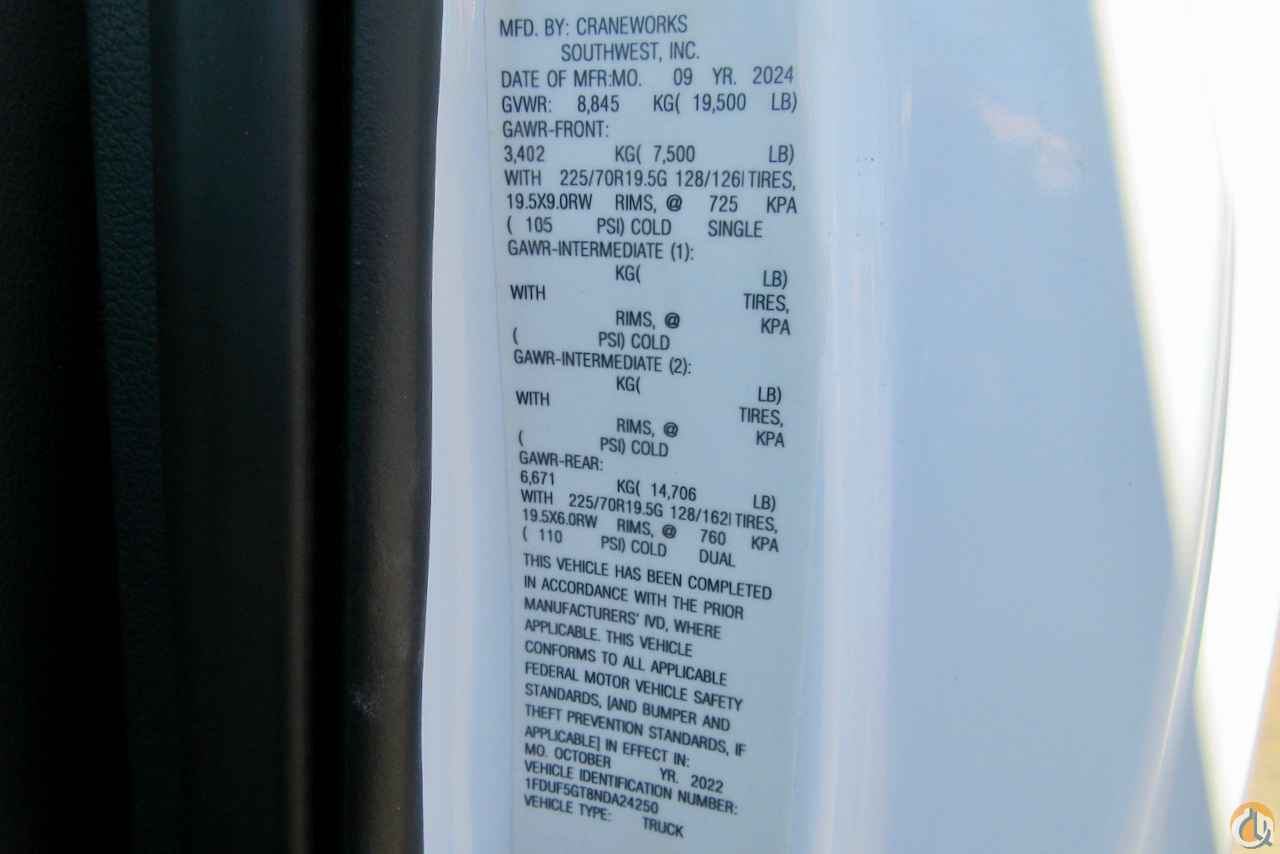 MFD. BY: CRANEWORKS
SOUTHWEST, INC.
DATE OF MFR:MO. 09 YR. 2024
GVWR: 8,845 KG( 19,500 LB)
GAWR-FRONT:
3,402 KG( 7,500 LB)
WITH 225/70R19.5G 128/126I TIRES,
19.5X9.0RW RIMS, @ 725 KPA
( 105 PSI) COLD SINGLE
GAWR-INTERMEDIATE (1):
KG( LB)
WITH TIRES,
RIMS, @ KPA
( PSI) COLD
GAWR-INTERMEDIATE (2):
KG( LB)
WITH TIRES,
RIMS, @ KPA
( PSI) COLD
GAWR-REAR:
6,671 KG( 14,706 LB)
WITH 225/70R19.5G 128/162I TIRES,
19.5X6.0RW RIMS, @ 760 KPA
( 110 PSI) COLD DUAL
THIS VEHICLE HAS BEEN COMPLETED
IN ACCORDANCE WITH THE PRIOR
MANUFACTURERS' IVD, WHERE
APPLICABLE. THIS VEHICLE
CONFORMS TO ALL APPLICABLE
FEDERAL MOTOR VEHICLE SAFETY
STANDARDS, [AND BUMPER AND
THEFT PREVENTION STANDARDS, IF
APPLICABLE] IN EFFECT IN:
MO. OCTOBER YR. 2022
VEHICLE IDENTIFICATION NUMBER:
1FDUF5GT8NDA24250
VEHICLE TYPE: TRUCK